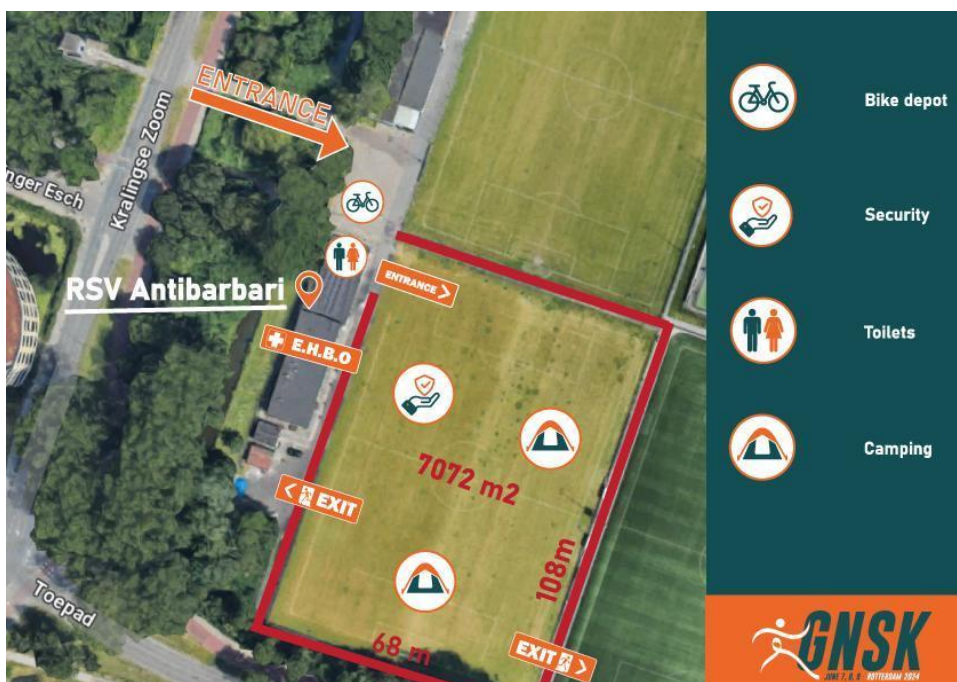 ENTRANCE
Kralingse Zoom
nger Esch
RSV Antibarbari
ENTRANCE >
E.H.B.O
7072 m2
< EXIT
108m
68 m
EXIT >
Toepad
Bike depot
Security
Toilets
Camping
GNSK
JUNE 7, 8, 9 ROTTERDAM 2024